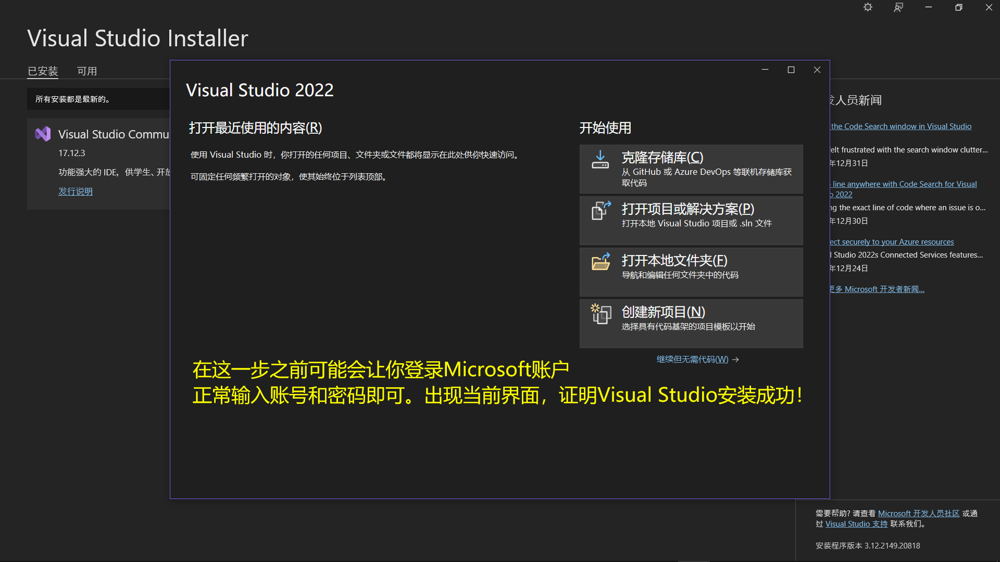 Visual Studio Installer
已安装
可用
所有安装都是最新的。
Visual Studio Commu
17.12.3
功能强大的 IDE，供学生、开放
发行说明
Visual Studio 2022
打开最近使用的内容(R)
使用 Visual Studio 时，你打开的任何项目、文件夹或文件都将显示在此处供你快速访问。
可固定任何频繁打开的对象，使其始终位于列表顶部。
开始使用
克隆存储库(C)
从 GitHub 或 Azure DevOps 等联机存储库获
取代码
打开项目或解决方案(P)
打开本地 Visual Studio 项目或 .sln 文件
打开本地文件夹(F)
导航和编辑任何文件夹中的代码
创建新项目(N)
选择具有代码基架的项目模板以开始
继续但无需代码(W) →
在这一步之前可能会让你登录Microsoft账户
正常输入账号和密码即可。出现当前界面，证明Visual Studio安装成功！
发人员新闻
the Code Search window in Visual Studio
felt frustrated with the search window clutter...
年12月31日
line anywhere with Code Search for Visual
o 2022
ng the exact line of code where an issue is o...
年12月30日
ect securely to your Azure resources
l Studio 2022s Connected Services features...
年12月24日
更多 Microsoft 开发者新闻...
需要帮助? 请查看 Microsoft 开发人员社区 或通
过 Visual Studio 支持 联系我们。
安装程序版本 3.12.2149.20818